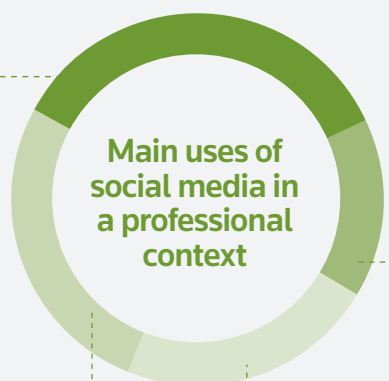 Main uses of
social media in
a professional
context